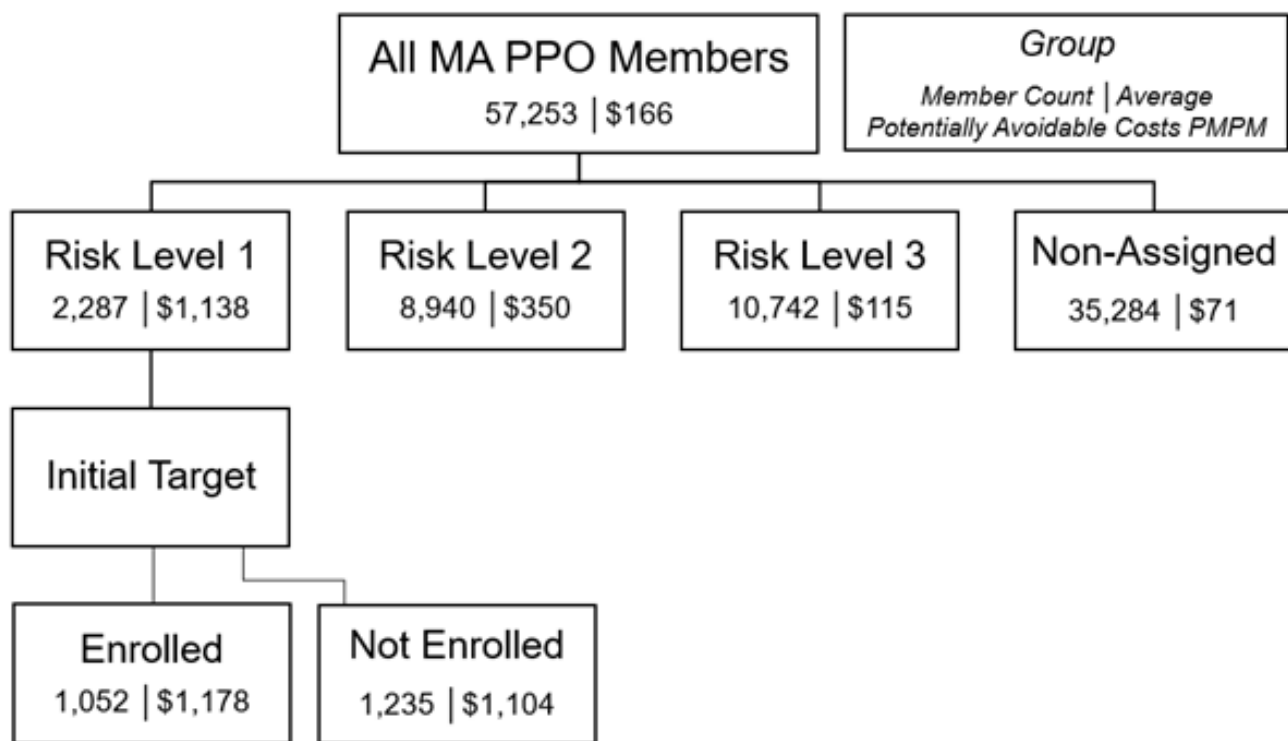 All MA PPO Members
57,253 | $166
Group
Member Count | Average
Potentially Avoidable Costs PMPM
Risk Level 1
2,287 | $1,138
Risk Level 2
8,940 | $350
Risk Level 3
10,742 | $115
Non-Assigned
35,284 | $71
Initial Target
Enrolled
1,052 | $1,178
Not Enrolled
1,235 | $1,104